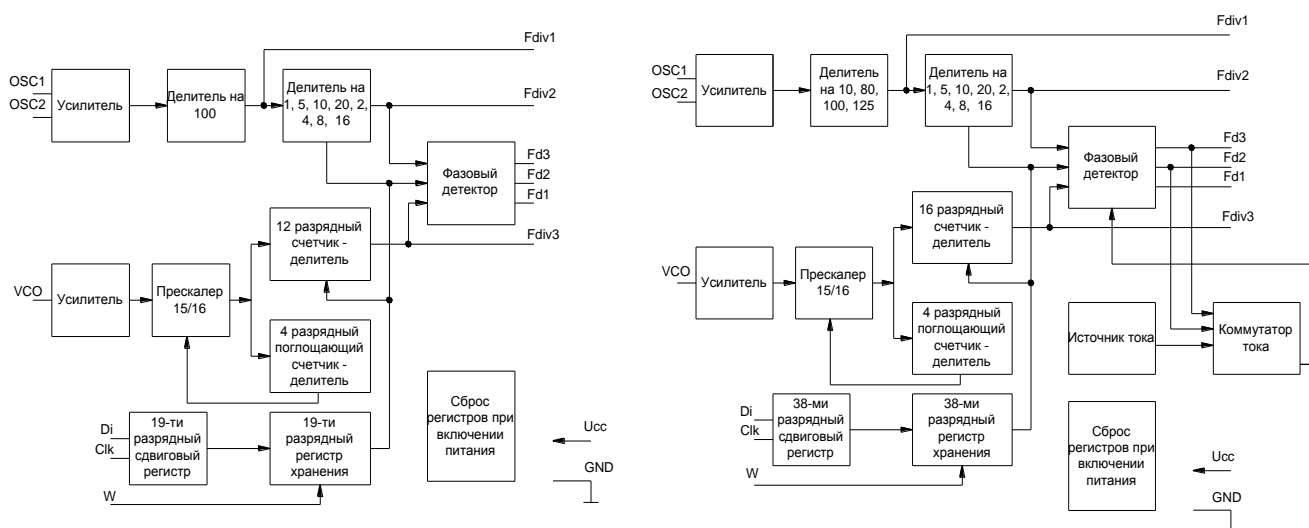 Fdiv1
OSC1
OSC2
Усилитель
Делитель на
100
Делитель на
1, 5, 10, 20, 2,
4, 8, 16
Fdiv2
Фазовый
детектор
Fd3
Fd2
Fd1
12 разрядный
счетчик -
делитель
Fdiv3
VCO
Усилитель
Прескалер
15/16
4 разрядный
поглощающий
счетчик -
делитель
Сброс
регистров при
включении
питания
Di
Clk
19-ти
разрядный
сдвиговый
регистр
19-ти
разрядный
регистр
хранения
W
Ucc
GND
Fdiv1
OSC1
OSC2
Усилитель
Делитель
на 10, 80,
100, 125
Делитель на
1, 5, 10, 20, 2,
4, 8, 16
Fdiv2
Фазовый
детектор
Fd3
Fd2
Fd1
16 разрядный
счетчик -
делитель
Fdiv3
VCO
Усилитель
Прескалер
15/16
4 разрядный
поглощающий
счетчик -
делитель
Источник тока
Коммутатор
тока
Di
Clk
38-ми
разрядный
сдвиговый
регистр
38-ми
разрядный
регистр
хранения
W
Сброс
регистров при
включении
питания
Ucc
GND